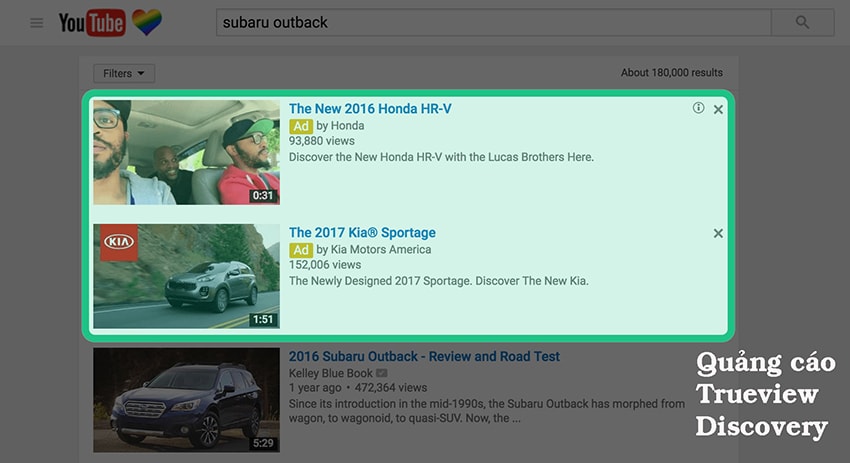 YouTube
subaru outback
Filters
About 180,000 results
The New 2016 Honda HR-V
Ad by Honda
93,880 views
Discover the New Honda HR-V with the Lucas Brothers Here.
0:31
KIA
The 2017 Kia® Sportage
Ad by Kia Motors America
152,006 views
The Newly Designed 2017 Sportage. Discover The New Kia.
1:51
2016 Subaru Outback - Review and Road Test
Kelley Blue Book
1 year ago • 472,364 views
Since its introduction in the mid-1990s, the Subaru Outback has morphed from
wagon, to wagonoid, to quasi-SUV. Now, the ...
5:29
Quảng cáo
Trueview
Discovery